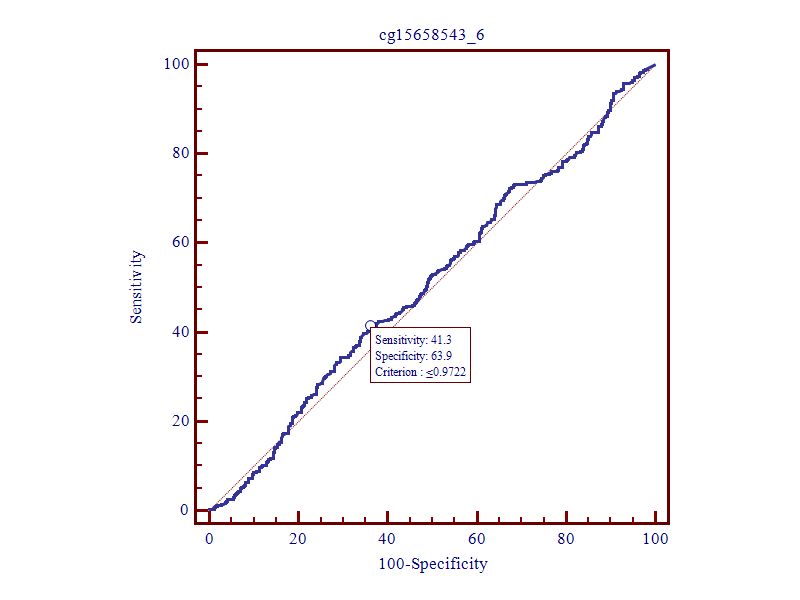 cg15658543_6
100
80
60
40
20
0
Sensitivity
Sensitivity: 41.3
Specificity: 63.9
Criterion : ≤0.9722
0 20 40 60 80 100
100-Specificity